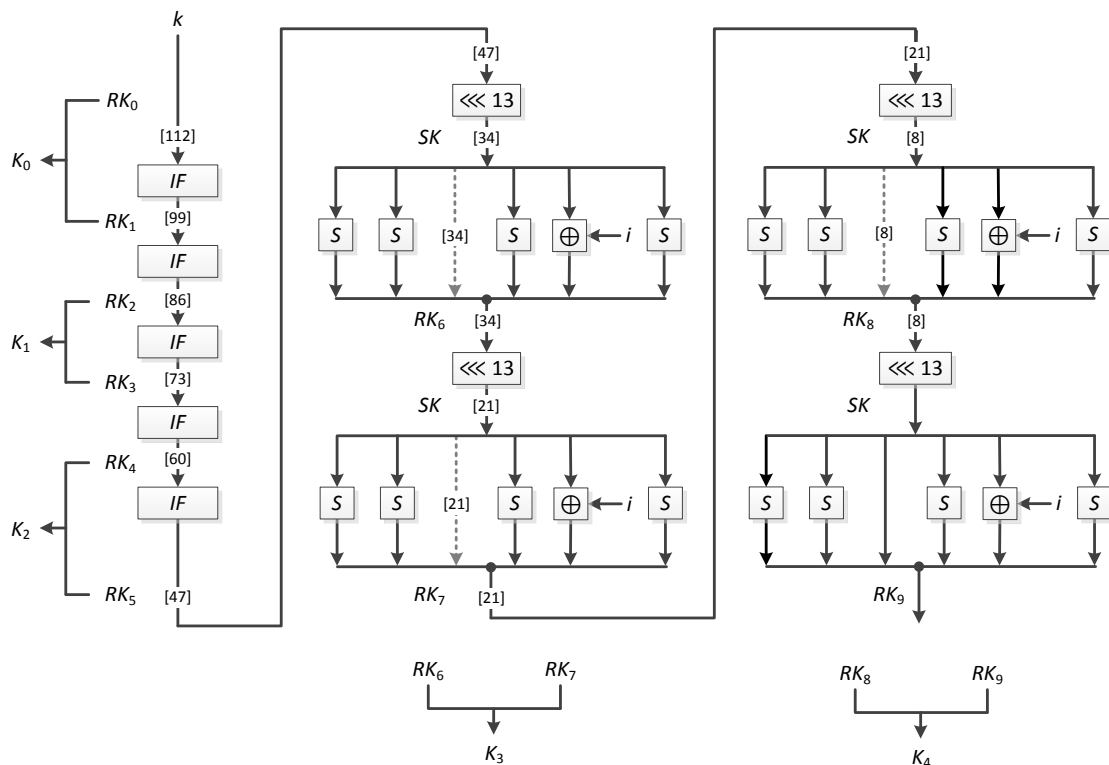 k
RK0
[112]
K0
IF
RK1
[99]
IF
RK2
[86]
K1
IF
RK3
[73]
IF
RK4
[60]
K2
IF
RK5
[47]
[47]
<<< 13
SK
[34]
S S [34] S ⊕ i S
RK6
[34]
<<< 13
SK
[21]
S S [21] S ⊕ i S
RK7
[21]
RK6 RK7
K3
[21]
<<< 13
SK
[8]
S S [8] S ⊕ i S
RK8
[8]
<<< 13
SK
S S S ⊕ i S
RK9
RK8 RK9
K4